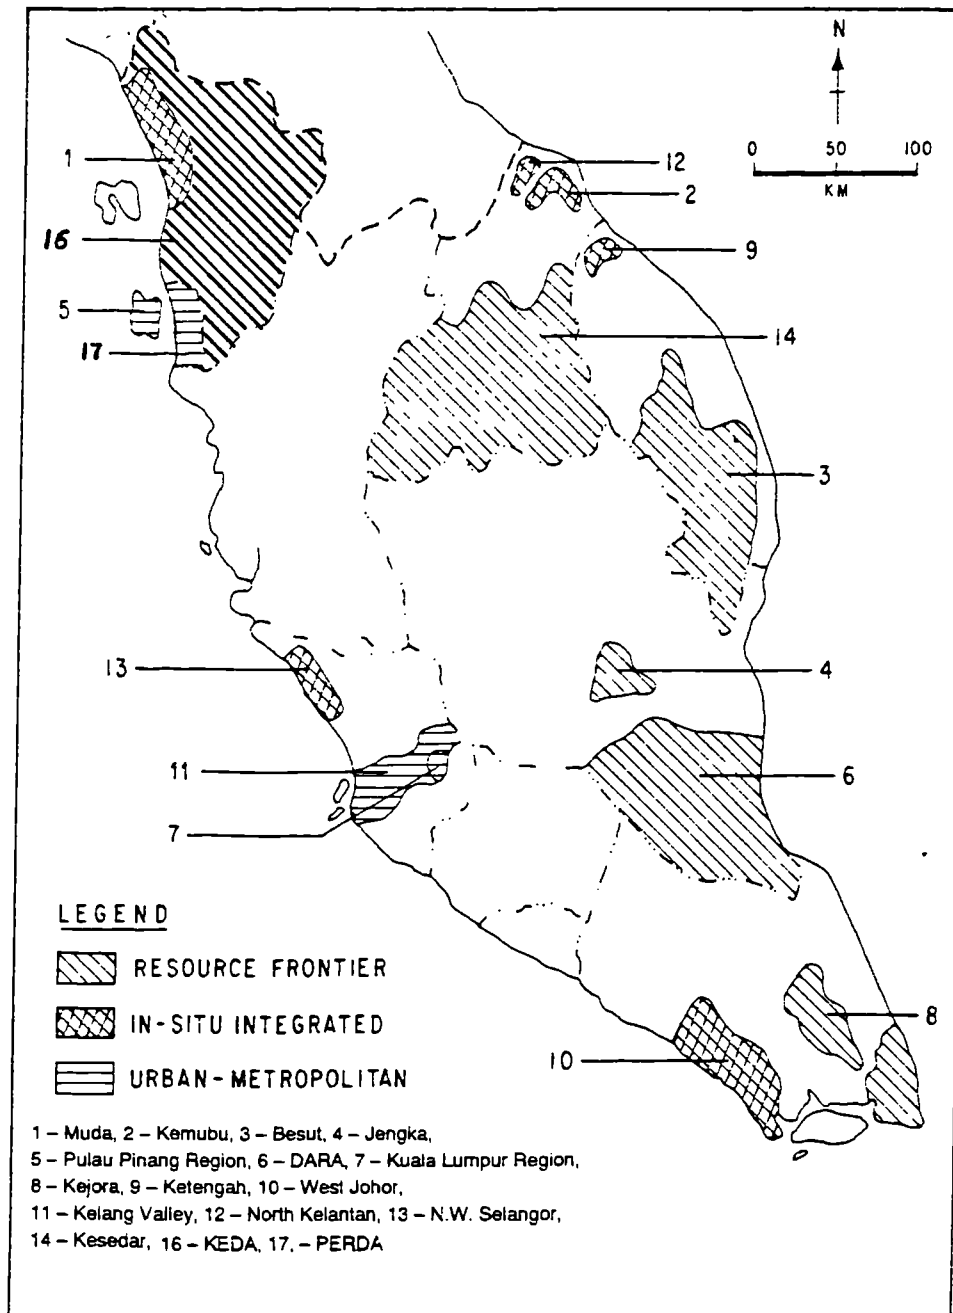 N
0 50 100
KM
12
1
2
16
9
5
14
17
3
13
4
11
6
7
8
10
LEGEND
RESOURCE FRONTIER
IN-SITU INTEGRATED
URBAN-METROPOLITAN
1 – Muda, 2 – Kemubu, 3 – Besut, 4 – Jengka,
5 – Pulau Pinang Region, 6 – DARA, 7 – Kuala Lumpur Region,
8 – Kejora, 9 – Ketengah, 10 – West Johor,
11 – Kelang Valley, 12 – North Kelantan, 13 – N.W. Selangor,
14 – Kesedar, 16 – KEDA, 17, – PERDA